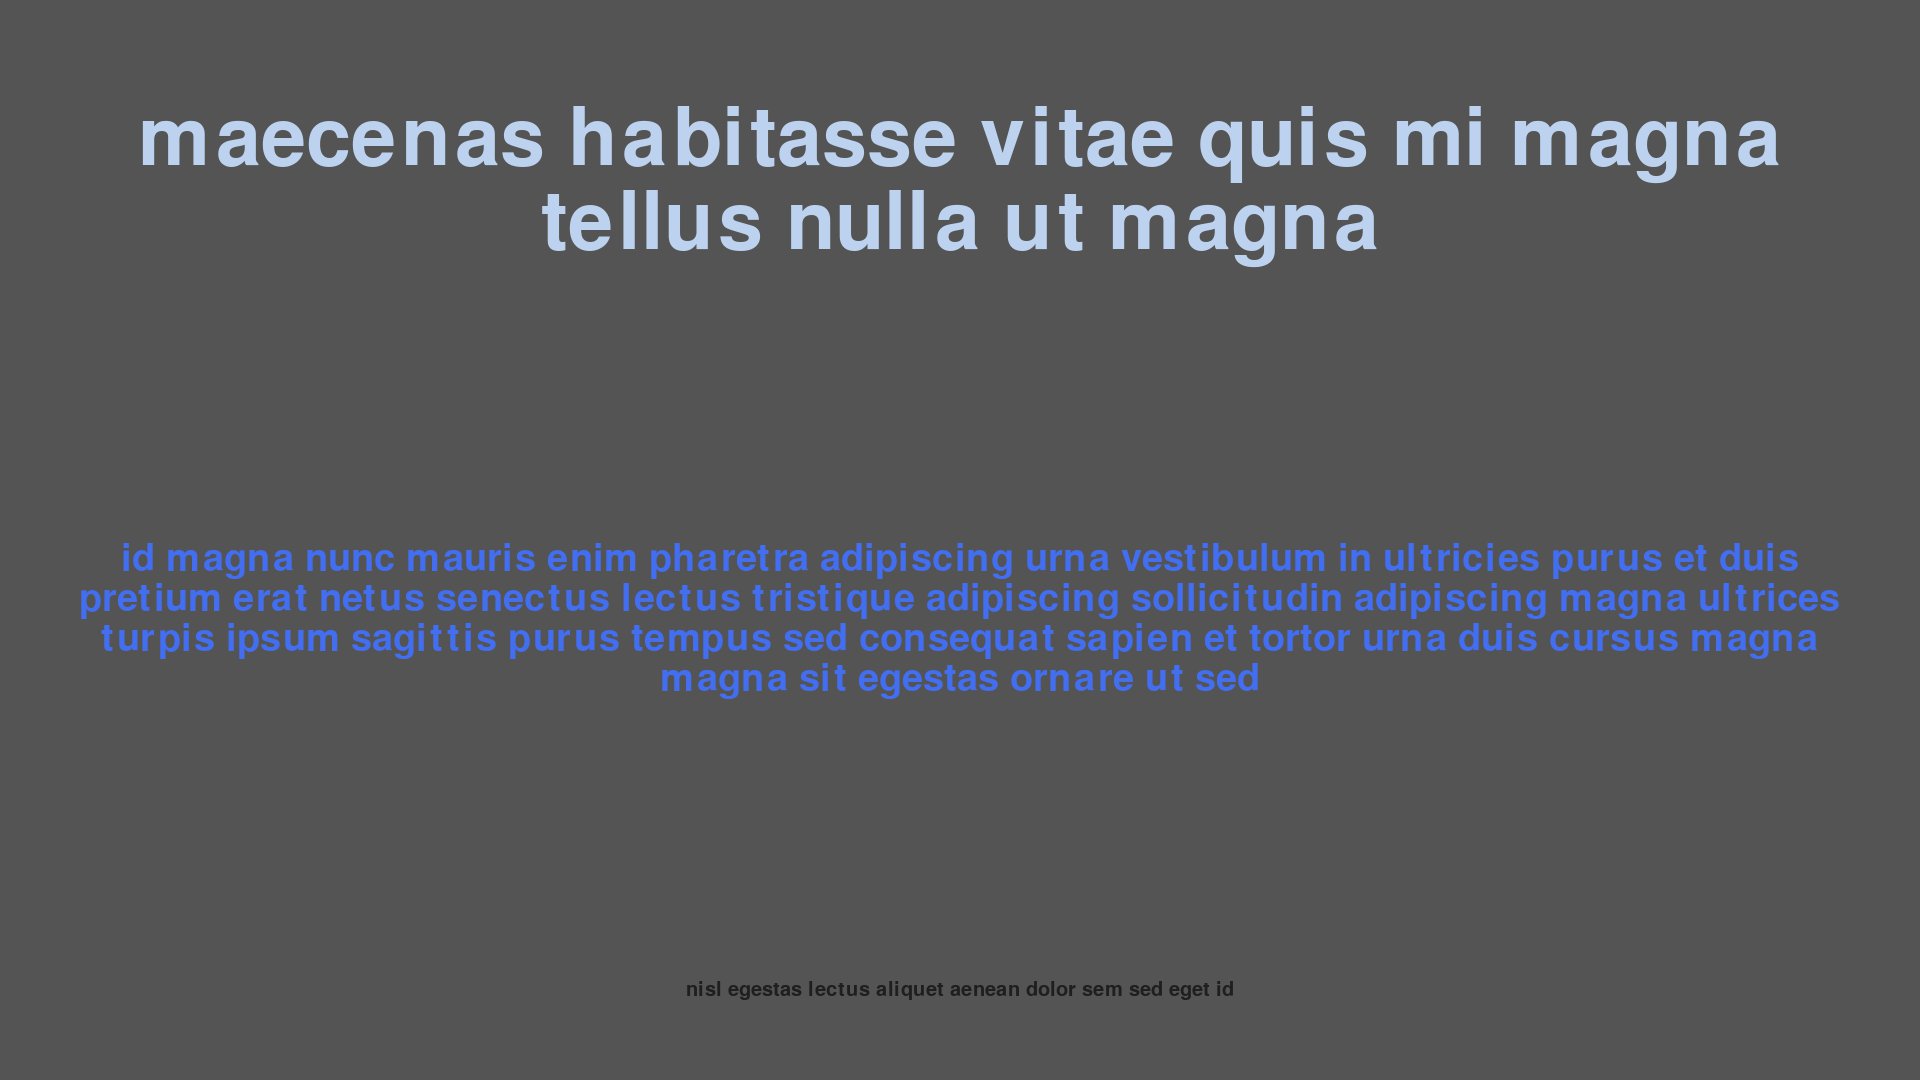 maecenas habitasse vitae quis mi magna
tellus nulla ut magna
id magna nunc mauris enim pharetra adipiscing urna vestibulum in ultricies purus et duis
pretium erat netus senectus lectus tristique adipiscing sollicitudin adipiscing magna ultrices
turpis ipsum sagittis purus tempus sed consequat sapien et tortor urna duis cursus magna
magna sit egestas ornare ut sed
nisl egestas lectus aliquet aenean dolor sem sed eget id